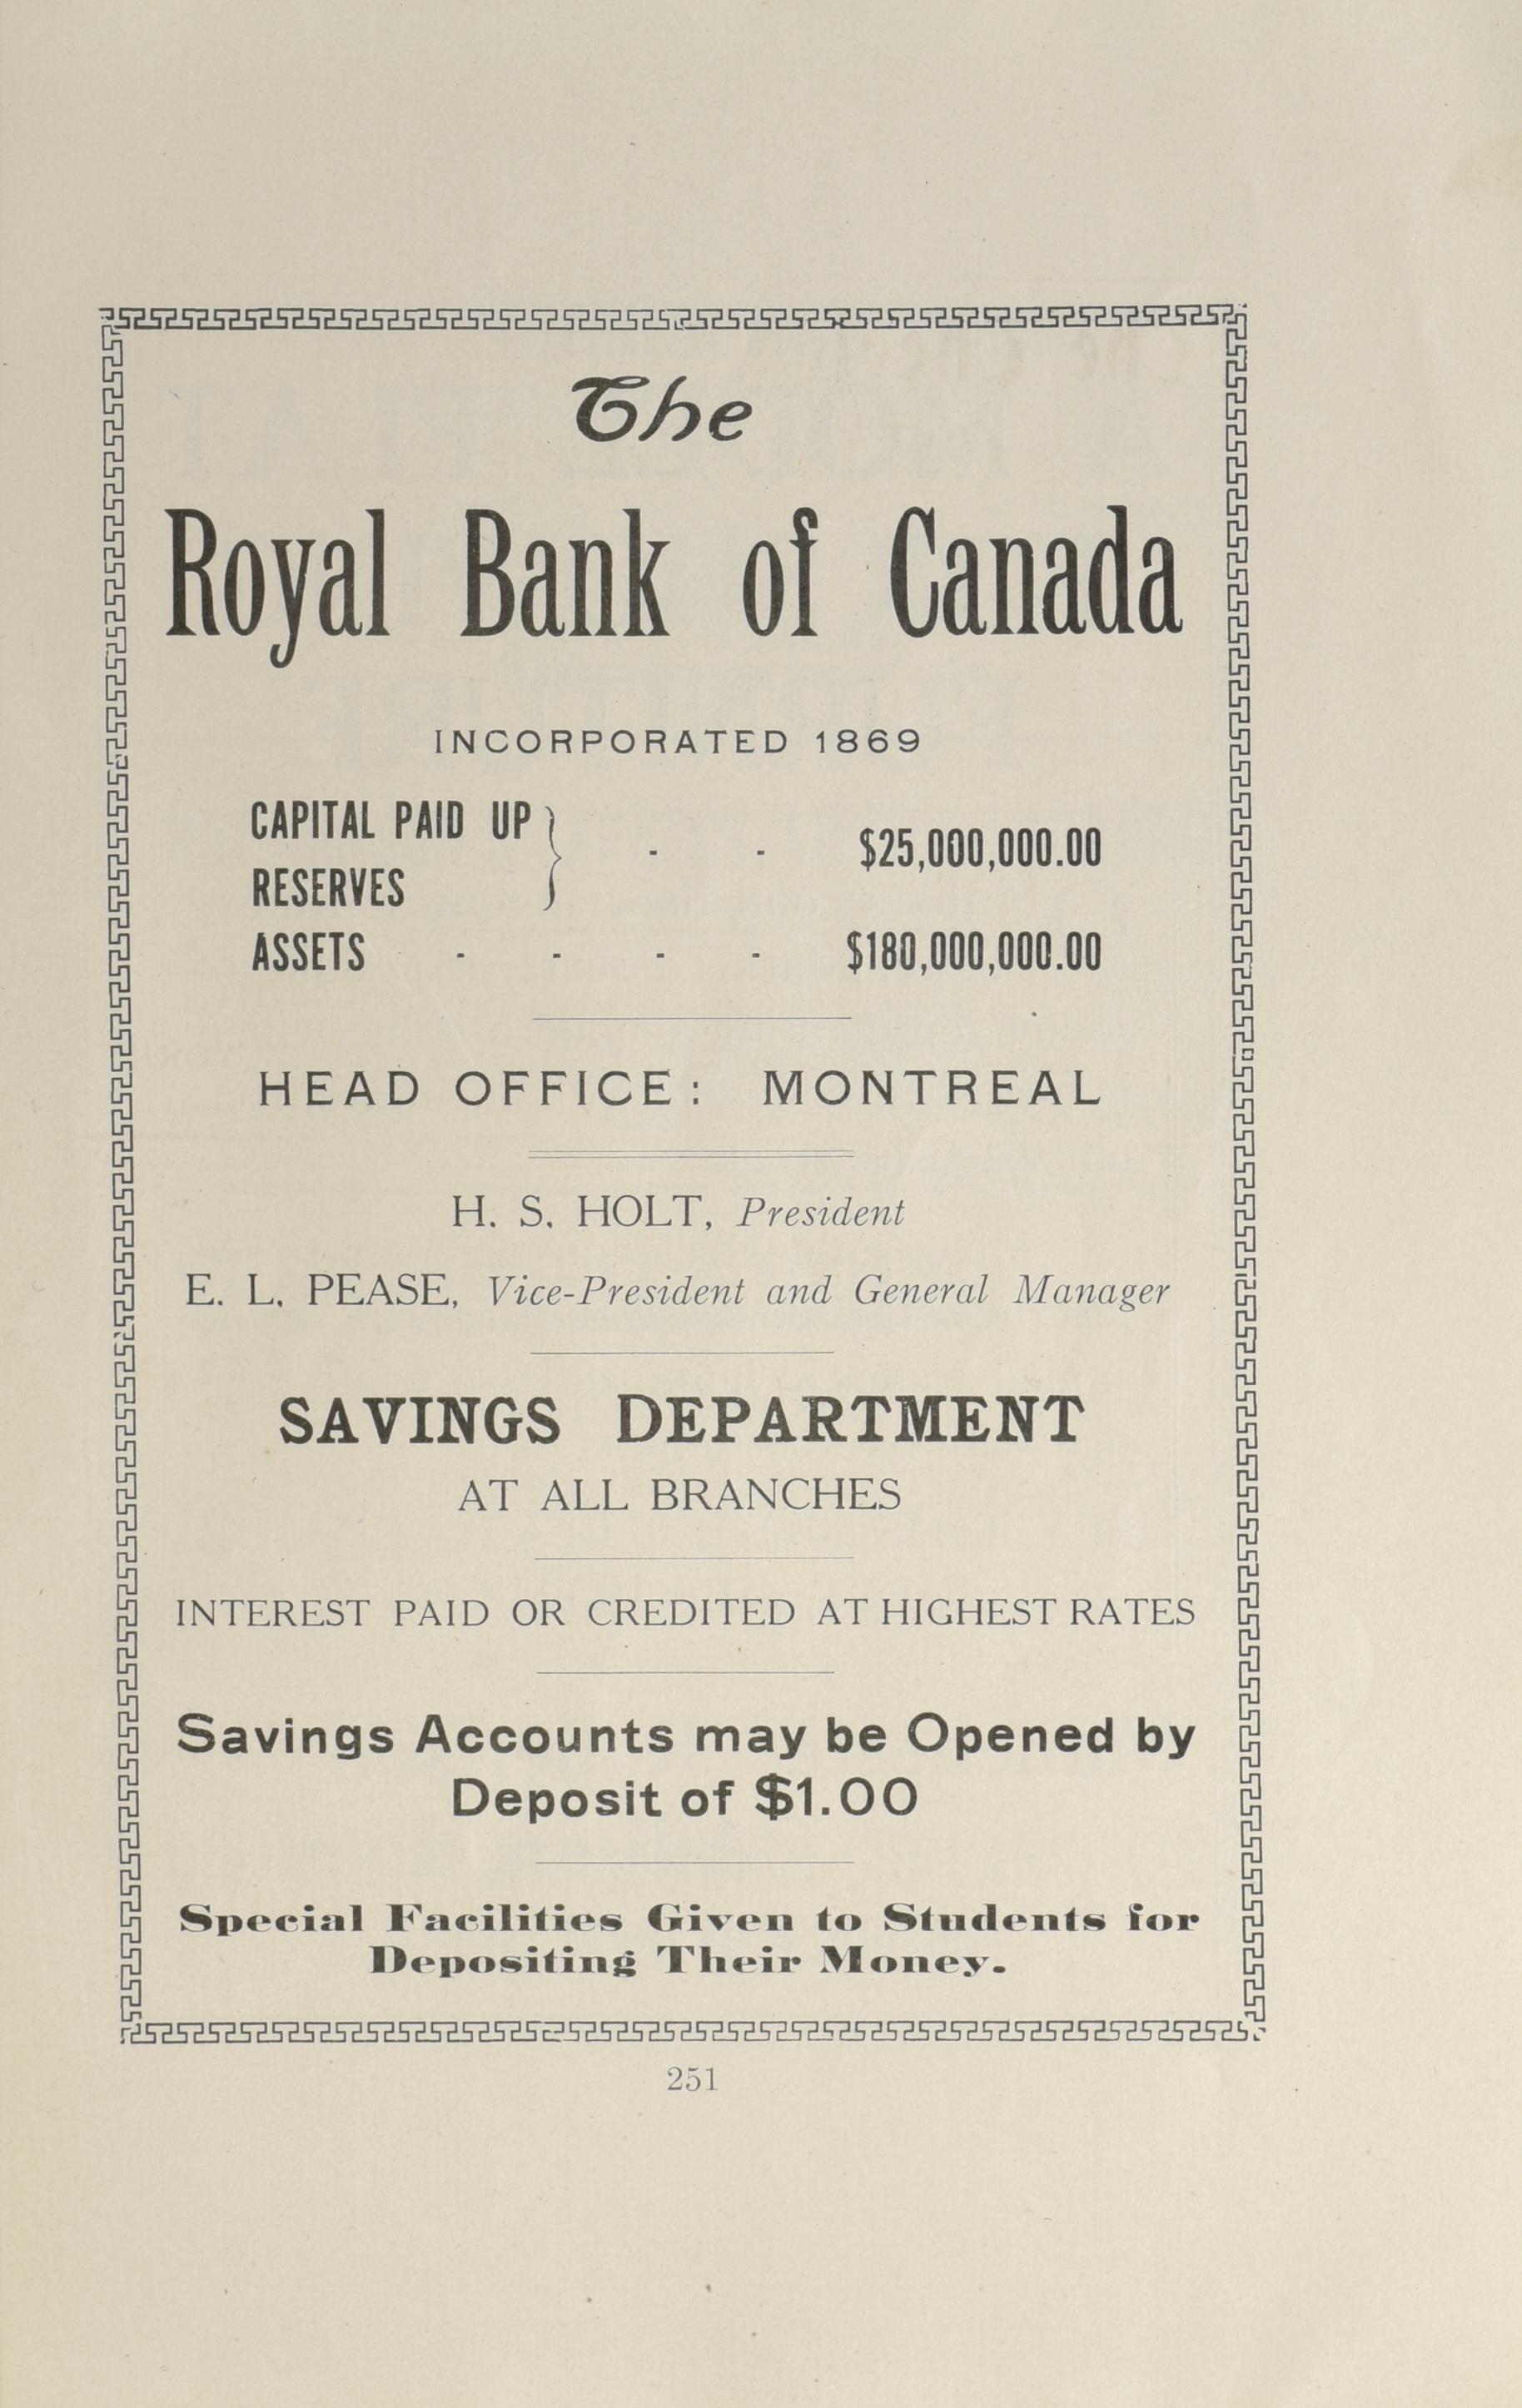 The
Royal Bank of Canada
INCORPORATED 1869
CAPITAL PAID UP } - - $25,000,000.00
RESERVES
ASSETS - - - - $180,000,000.00
HEAD OFFICE: MONTREAL
H. S. HOLT, President
E. L. PEASE, Vice-President and General Manager
SAVINGS DEPARTMENT
AT ALL BRANCHES
INTEREST PAID OR CREDITED AT HIGHEST RATES
Savings Accounts may be Opened by
Deposit of $1.00
Special Facilities Given to Students for
Depositing Their Money.
251